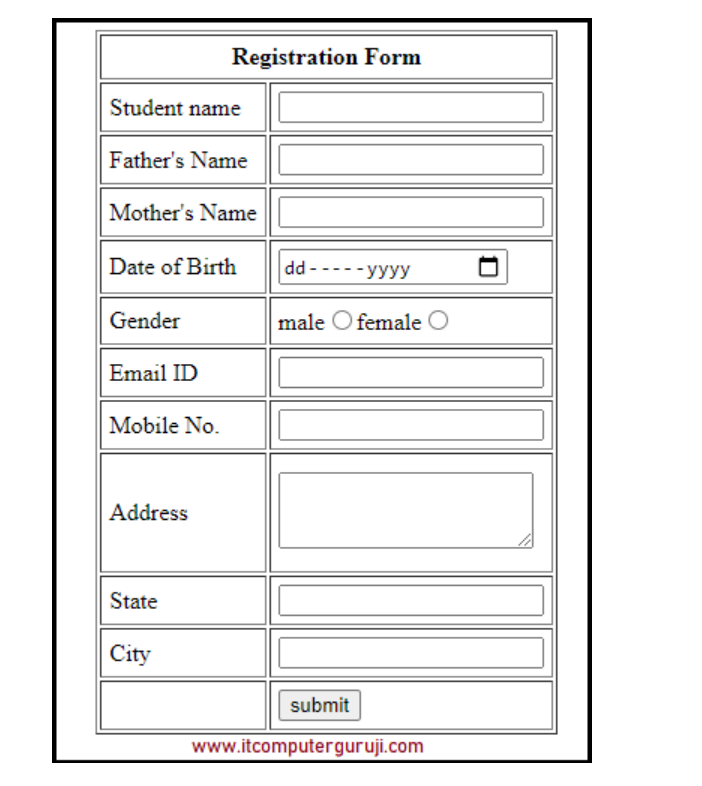 Registration Form
Student name
Father's Name
Mother's Name
Date of Birth dd-----yyyy
Gender male female
Email ID
Mobile No.
Address
State
City
submit
www.itcomputerguruji.com